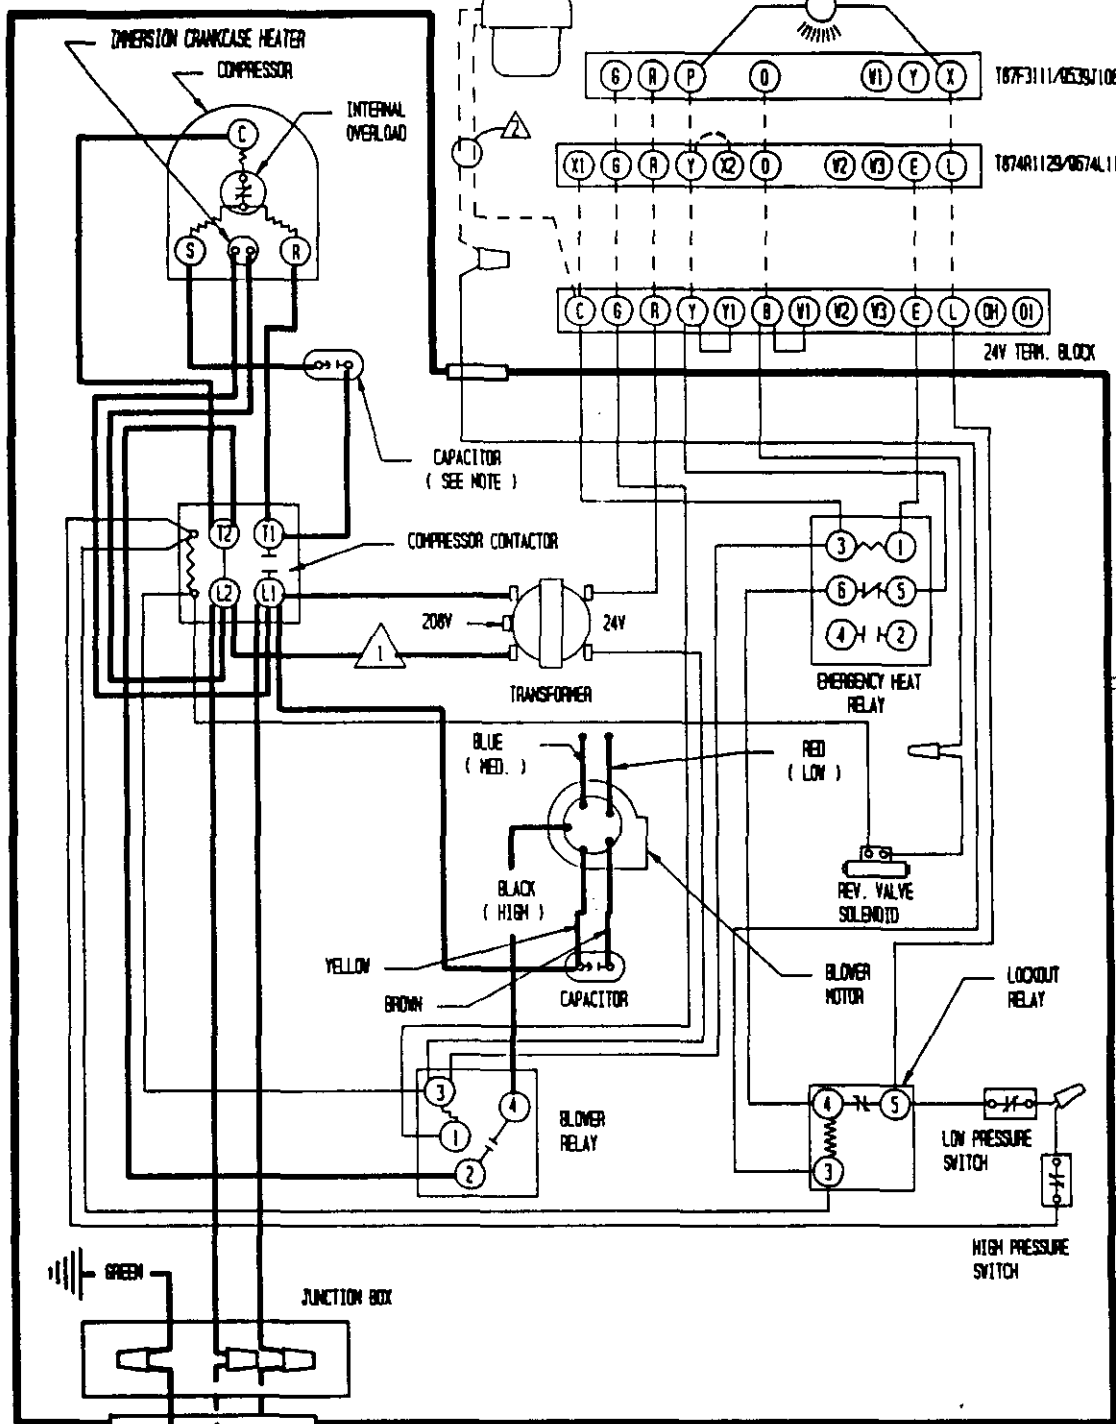 IMMERSION CRANKCASE HEATER
COMPRESSOR
INTERNAL
OVERLOAD
C
S
R
2
G R P O W1 Y X
X1 G R Y X2 O W2 W3 E L
C G R Y Y1 B W1 W2 W3 E L OH O1
24V TERM. BLOCK
CAPACITOR
( SEE NOTE )
T2 T1
L2 L1
COMPRESSOR CONTACTOR
208V
24V
1
TRANSFORMER
3 1
6 5
4 2
EMERGENCY HEAT
RELAY
BLUE
( MED. )
RED
( LOW )
BLACK
( HIGH )
YELLOW
BROWN
CAPACITOR
BLOWER
MOTOR
REV. VALVE
SOLENOID
LOCKOUT
RELAY
3
4
1
2
BLOWER
RELAY
4 5
3
LOW PRESSURE
SWITCH
HIGH PRESSURE
SWITCH
GREEN
JUNCTION BOX